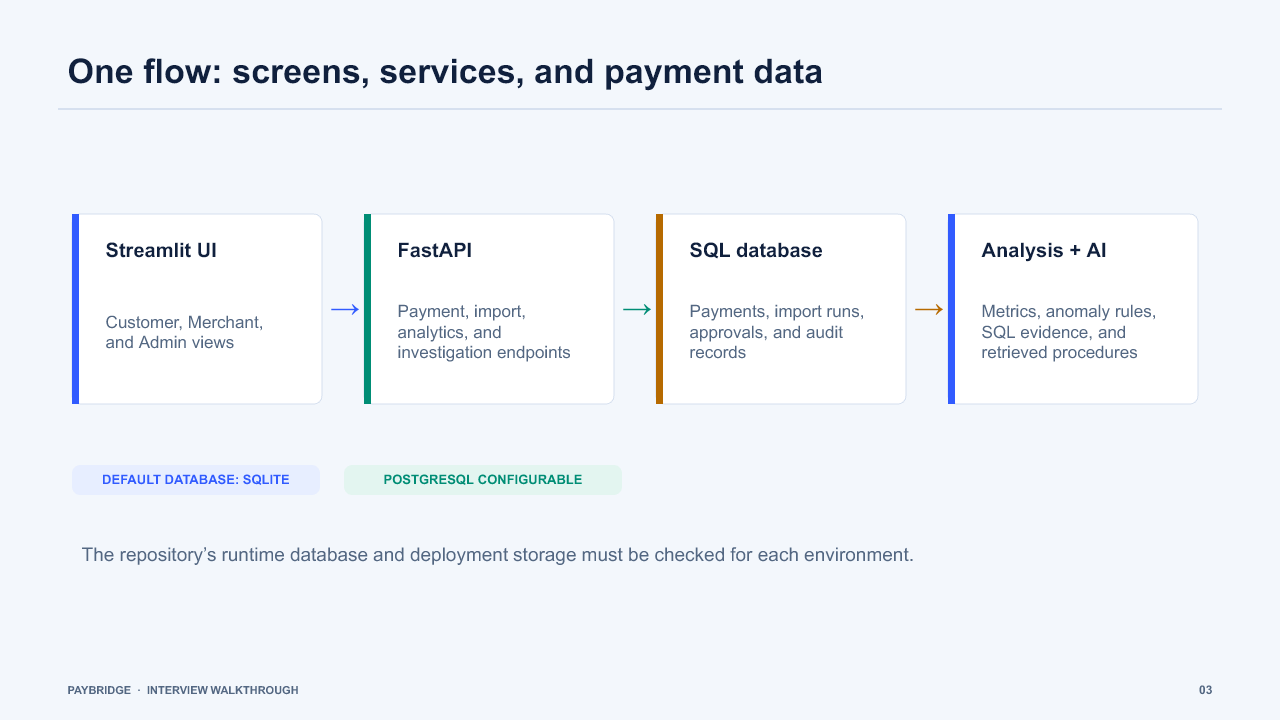 One flow: screens, services, and payment data
Streamlit UI
Customer, Merchant,
and Admin views
→
FastAPI
Payment, import,
analytics, and
investigation endpoints
→
SQL database
Payments, import runs,
approvals, and audit
records
→
Analysis + AI
Metrics, anomaly rules,
SQL evidence, and
retrieved procedures
DEFAULT DATABASE: SQLITE
POSTGRESQL CONFIGURABLE
The repository’s runtime database and deployment storage must be checked for each environment.
PAYBRIDGE · INTERVIEW WALKTHROUGH
03